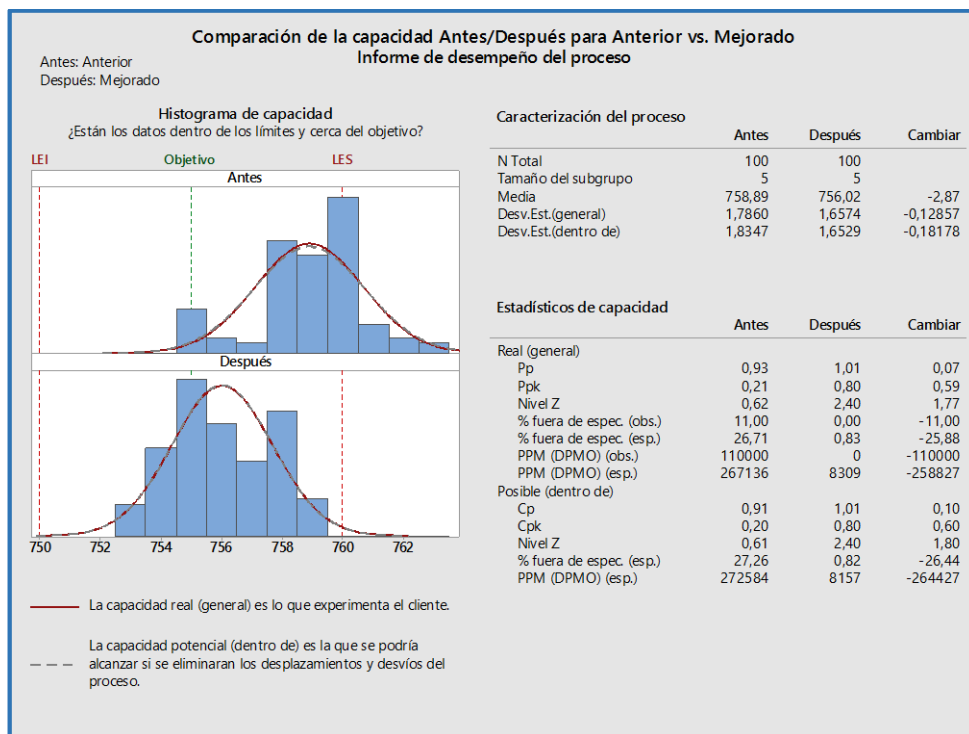 Comparación de la capacidad Antes/Después para Anterior vs. Mejorado
Informe de desempeño del proceso
Antes: Anterior
Después: Mejorado
Histograma de capacidad
¿Están los datos dentro de los límites y cerca del objetivo?
LEI Objetivo LES
Antes
Después
750 752 754 756 758 760 762
La capacidad real (general) es lo que experimenta el cliente.
La capacidad potencial (dentro de) es la que se podría
alcanzar si se eliminaran los desplazamientos y desvíos del
proceso.
Caracterización del proceso
Antes Después Cambiar
N Total 100 100
Tamaño del subgrupo 5 5
Media 758,89 756,02 -2,87
Desv.Est.(general) 1,7860 1,6574 -0,12857
Desv.Est.(dentro de) 1,8347 1,6529 -0,18178
Estadísticos de capacidad
Antes Después Cambiar
Real (general)
Pp 0,93 1,01 0,07
Ppk 0,21 0,80 0,59
Nivel Z 0,62 2,40 1,77
% fuera de espec. (obs.) 11,00 0,00 -11,00
% fuera de espec. (esp.) 26,71 0,83 -25,88
PPM (DPMO) (obs.) 110000 0 -110000
PPM (DPMO) (esp.) 267136 8309 -258827
Posible (dentro de)
Cp 0,91 1,01 0,10
Cpk 0,20 0,80 0,60
Nivel Z 0,61 2,40 1,80
% fuera de espec. (esp.) 27,26 0,82 -26,44
PPM (DPMO) (esp.) 272584 8157 -264427